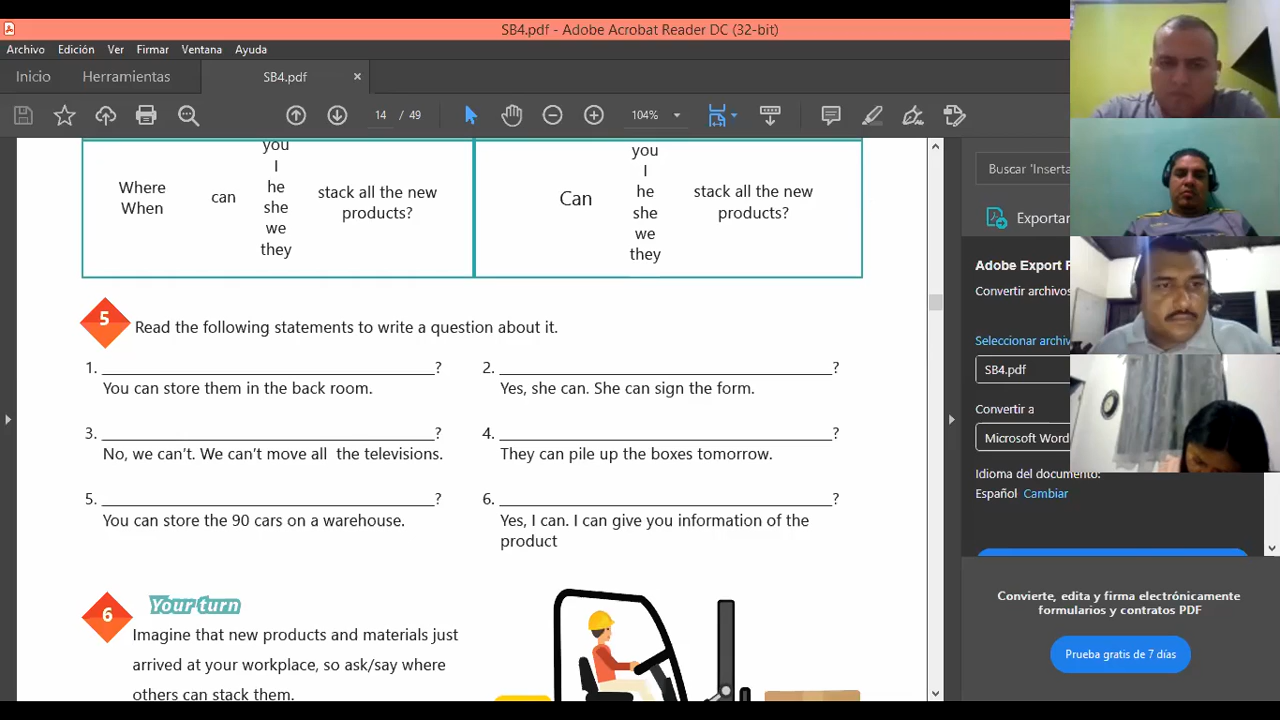 SB4.pdf - Adobe Acrobat Reader DC (32-bit)
Archivo Edición Ver Firmar Ventana Ayuda
Inicio Herramientas SB4.pdf ×
14 / 49 104%
you
I
he
she
we
they
Where
When
can
stack all the new
products?
Can
you
I
he
she
we
they
stack all the new
products?
5 Read the following statements to write a question about it.
1. ____________________?
You can store them in the back room.
2. ____________________?
Yes, she can. She can sign the form.
3. ____________________?
No, we can't. We can't move all the televisions.
4. ____________________?
They can pile up the boxes tomorrow.
5. ____________________?
You can store the 90 cars on a warehouse.
6. ____________________?
Yes, I can. I can give you information of the
product
6 Your turn
Imagine that new products and materials just
arrived at your workplace, so ask/say where
others can stack them.
Buscar 'Inserta
Exportar
Adobe Export
Convertir archivos
Seleccionar archiv
SB4.pdf
Convertir a
Microsoft Word
Idioma del documento:
Español Cambiar
Convierte, edita y firma electrónicamente
formularios y contratos PDF
Prueba gratis de 7 días